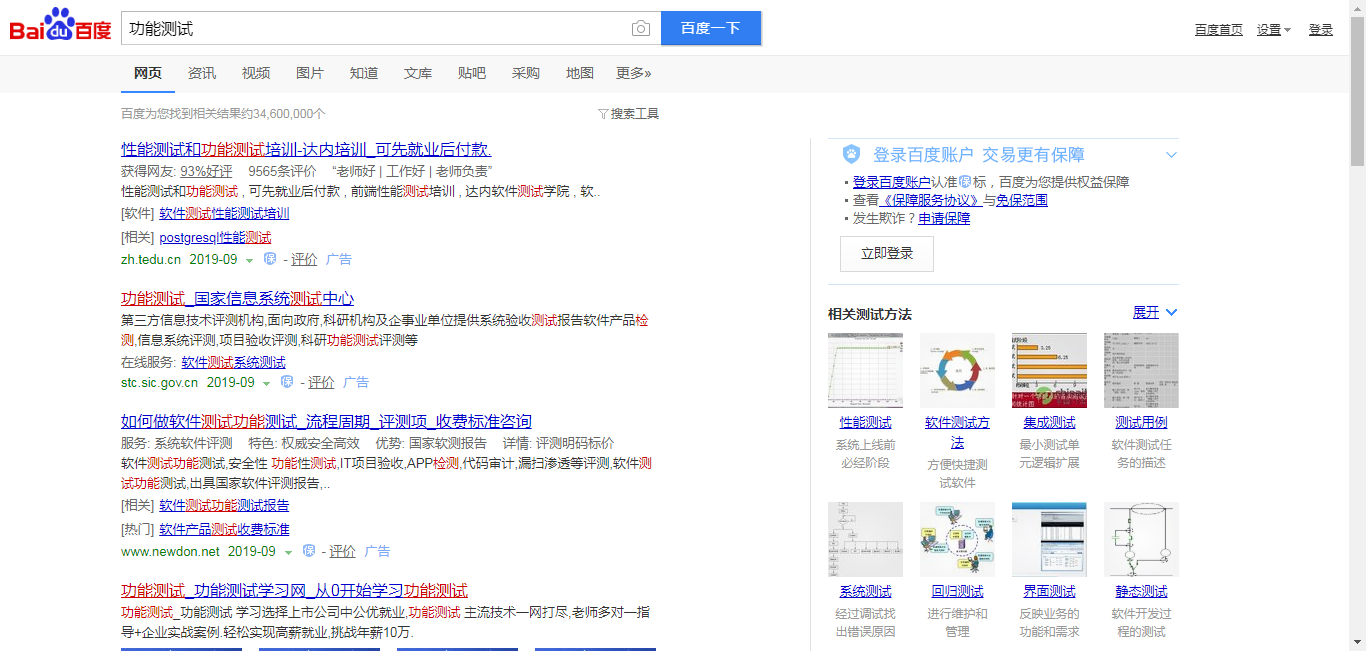 Bai du 百度
功能测试
百度一下
百度首页 设置 登录
网页 资讯 视频 图片 知道 文库 贴吧 采购 地图 更多»
百度为您找到相关结果约34,600,000个
搜索工具
性能测试和功能测试培训-达内培训_可先就业后付款.
获得网友: 93%好评 9565条评价 “老师好 | 工作好 | 老师负责”
性能测试和功能测试 , 可先就业后付款 , 前端性能测试培训 , 达内软件测试学院 , 软..
[软件] 软件测试性能测试培训
[相关] postgresql性能测试
zh.tedu.cn 2019-09 保 - 评价 广告
功能测试_国家信息系统测试中心
第三方信息技术评测机构,面向政府,科研机构及企事业单位提供系统验收测试报告软件产品检
测,信息系统评测,项目验收评测,科研功能测试评测等
在线服务: 软件测试系统测试
stc.sic.gov.cn 2019-09 保 - 评价 广告
如何做软件测试功能测试_流程周期_评测项_收费标准咨询
服务: 系统软件评测 特色: 权威安全高效 优势: 国家软测报告 详情: 评测明码标价
软件测试功能测试,安全性 功能性测试,IT项目验收,APP检测,代码审计,漏扫渗透等评测,软件测
试功能测试,出具国家软件评测报告,..
[相关] 软件测试功能测试报告
[热门] 软件产品测试收费标准
www.newdon.net 2019-09 保 - 评价 广告
功能测试_功能测试学习网_从0开始学习功能测试
功能测试_功能测试 学习选择上市公司中公优就业,功能测试 主流技术一网打尽,老师多对一指
导+企业实战案例.轻松实现高薪就业,挑战年薪10万.
登录百度账户 交易更有保障
登录百度账户认准保标，百度为您提供权益保障
查看《保障服务协议》与免保范围
发生欺诈？申请保障
立即登录
相关测试方法 展开
性能测试
系统上线前
必经阶段
软件测试方
法
方便快捷测
试软件
集成测试
最小测试单
元逻辑扩展
测试用例
软件测试任
务的描述
系统测试
经过调试找
出错误原因
回归测试
进行维护和
管理
界面测试
反映业务的
功能和需求
静态测试
软件开发过
程的测试